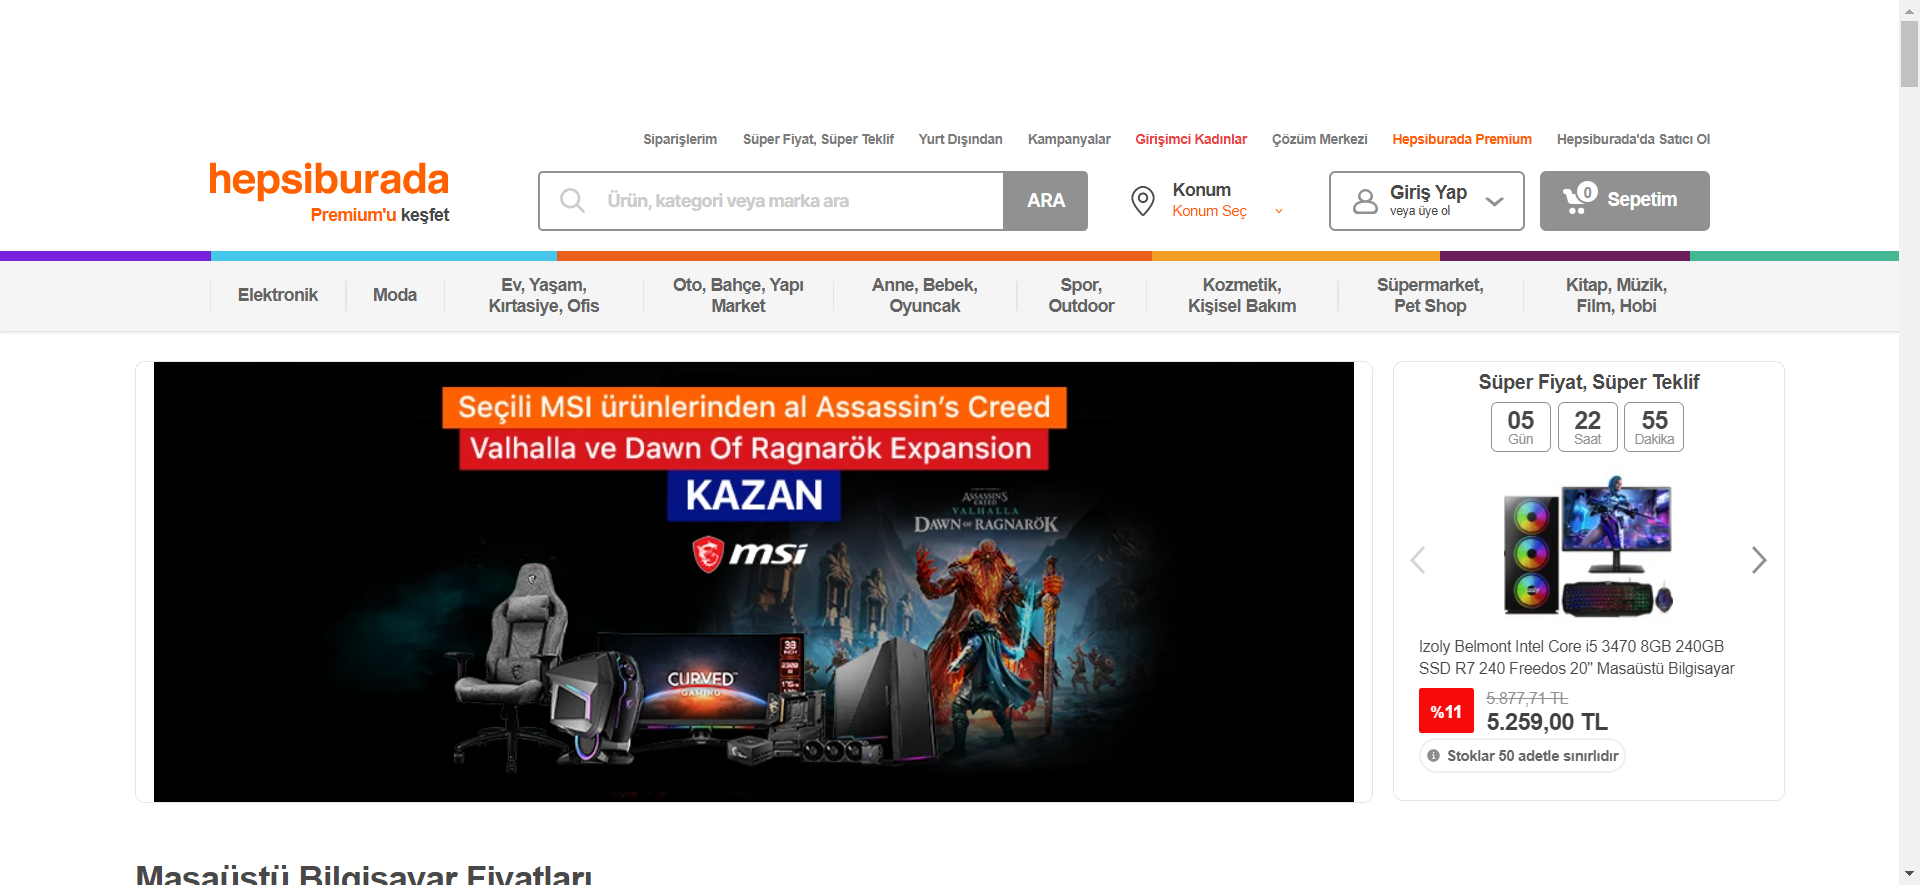 Siparişlerim
Süper Fiyat, Süper Teklif
Yurt Dışından
Kampanyalar
Girişimci Kadınlar
Çözüm Merkezi
Hepsiburada Premium
Hepsiburada'da Satıcı Ol
hepsiburada
Premium'u keşfet
Ürün, kategori veya marka ara
ARA
Konum
Konum Seç
Giriş Yap
veya üye ol
0
Sepetim
Elektronik
Moda
Ev, Yaşam,
Kırtasiye, Ofis
Oto, Bahçe, Yapı
Market
Anne, Bebek,
Oyuncak
Spor,
Outdoor
Kozmetik,
Kişisel Bakım
Süpermarket,
Pet Shop
Kitap, Müzik,
Film, Hobi
Seçili MSI ürünlerinden al Assassin's Creed
Valhalla ve Dawn Of Ragnarök Expansion
KAZAN
msi
ASSASSIN'S
CREED
VALHALLA
DAWN OF RAGNARÖK
38
INCH
CURVED
GAMING
Süper Fiyat, Süper Teklif
05
Gün
22
Saat
55
Dakika
Izoly Belmont Intel Core i5 3470 8GB 240GB
SSD R7 240 Freedos 20" Masaüstü Bilgisayar
%11
5.877,71 TL
5.259,00 TL
Stoklar 50 adetle sınırlıdır
Masaüstü Bilgisayar Fiyatları